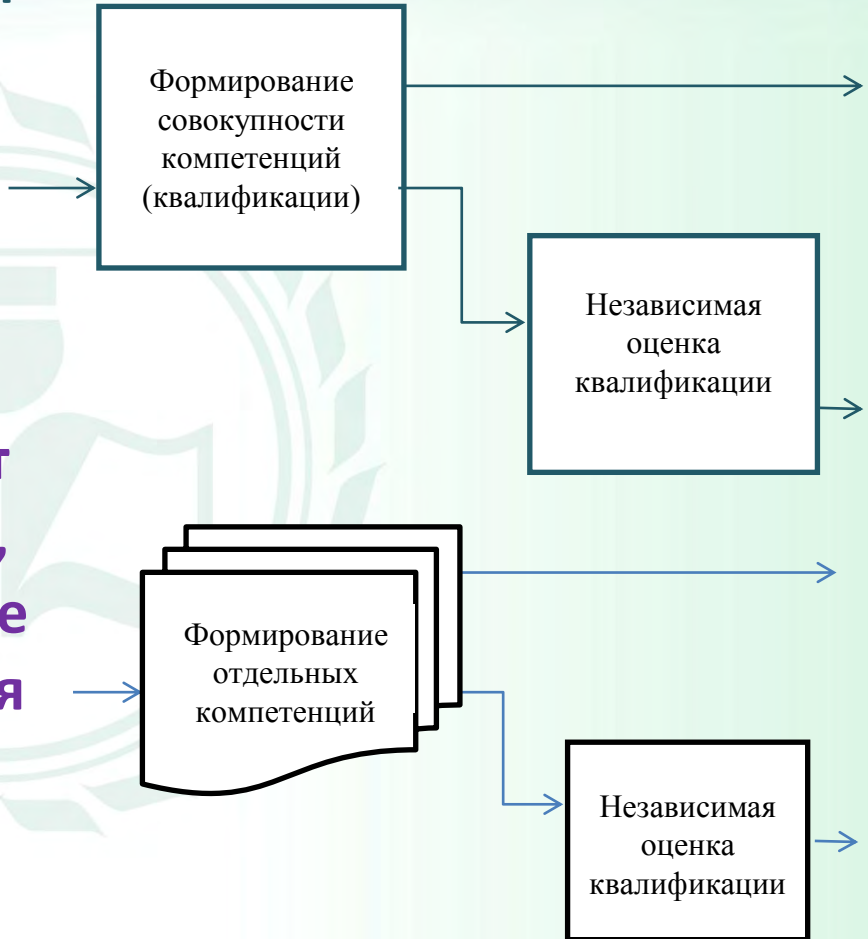 Формирование
совокупности
компетенций
(квалификации)
Независимая
оценка
квалификации
Формирование
отдельных
компетенций
Независимая
оценка
квалификации